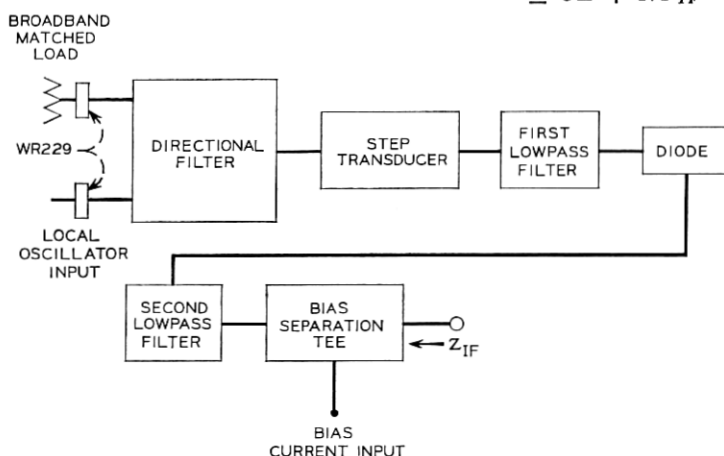 BROADBAND
MATCHED
LOAD
WR229
DIRECTIONAL
FILTER
STEP
TRANSDUCER
FIRST
LOWPASS
FILTER
DIODE
LOCAL
OSCILLATOR
INPUT
SECOND
LOWPASS
FILTER
BIAS
SEPARATION
TEE
Z_IF
BIAS
CURRENT INPUT